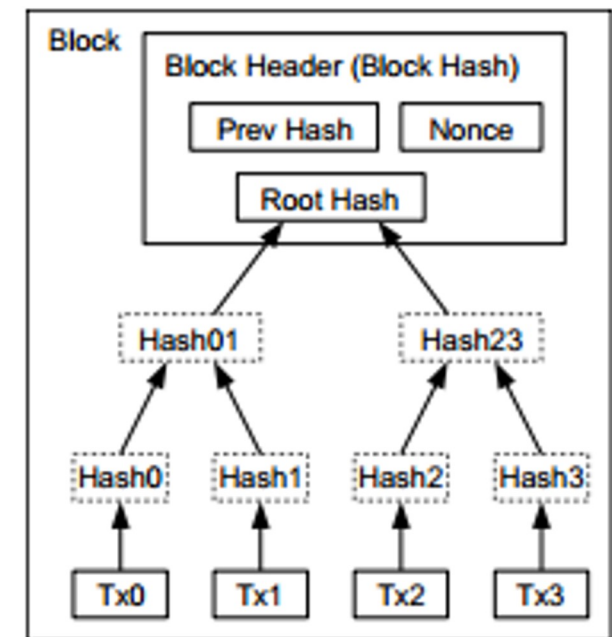 Block
Block Header (Block Hash)
Prev Hash
Nonce
Root Hash
Hash01
Hash23
Hash0
Hash1
Hash2
Hash3
Tx0
Tx1
Tx2
Tx3